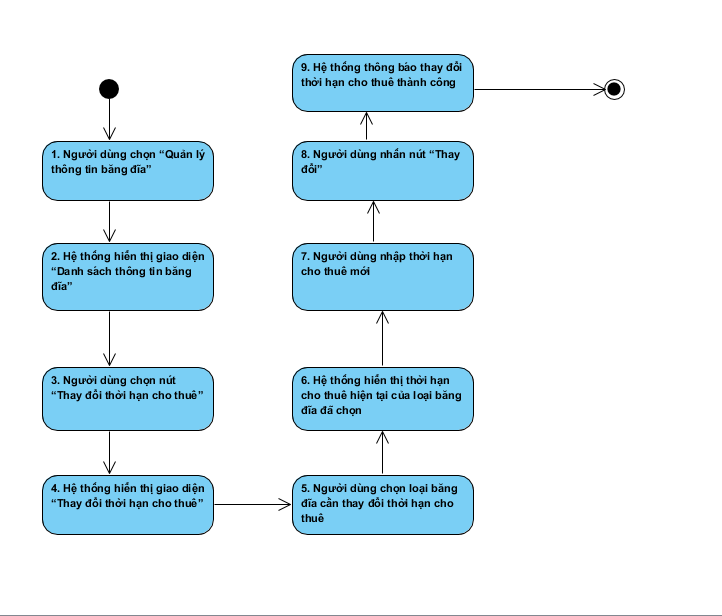 1. Người dùng chọn “Quản lý
thông tin băng đĩa”
2. Hệ thống hiển thị giao diện
“Danh sách thông tin băng
đĩa”
3. Người dùng chọn nút
“Thay đổi thời hạn cho thuê”
4. Hệ thống hiển thị giao diện
“Thay đổi thời hạn cho thuê”
5. Người dùng chọn loại băng
đĩa cần thay đổi thời hạn cho
thuê
6. Hệ thống hiển thị thời hạn
cho thuê hiện tại của loại băng
đĩa đã chọn
7. Người dùng nhập thời hạn
cho thuê mới
8. Người dùng nhấn nút “Thay
đổi”
9. Hệ thống thông báo thay đổi
thời hạn cho thuê thành công